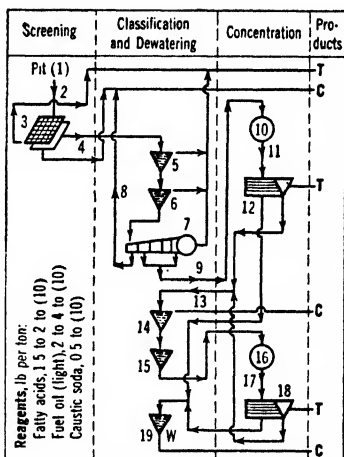 Screening
Classification
and Dewatering
Concentration
Pro-
ducts
Pit (1)
2
3
4
5
6
7
8
9
10
11
12
13
14
15
16
17
18
19
W
T
C
T
C
T
C
Reagents, lb per ton:
Fatty acids, 1 5 to 2 to (10)
Fuel oil (light), 2 to 4 to (10)
Caustic soda, 0 5 to (10)